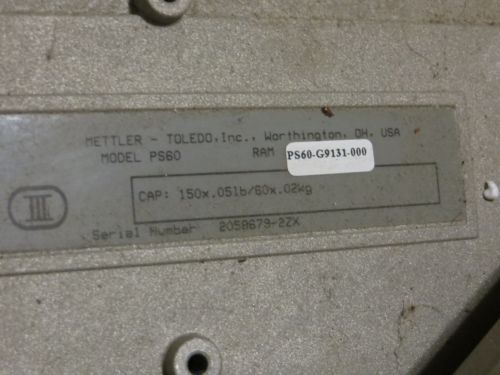 METTLER - TOLEDO,Inc., Worthington, OH, USA
MODEL PS60 RAM PS60-G9131-000
III
CAP: 150x.05lb/60x.02kg
Serial Number 2058679-2ZX